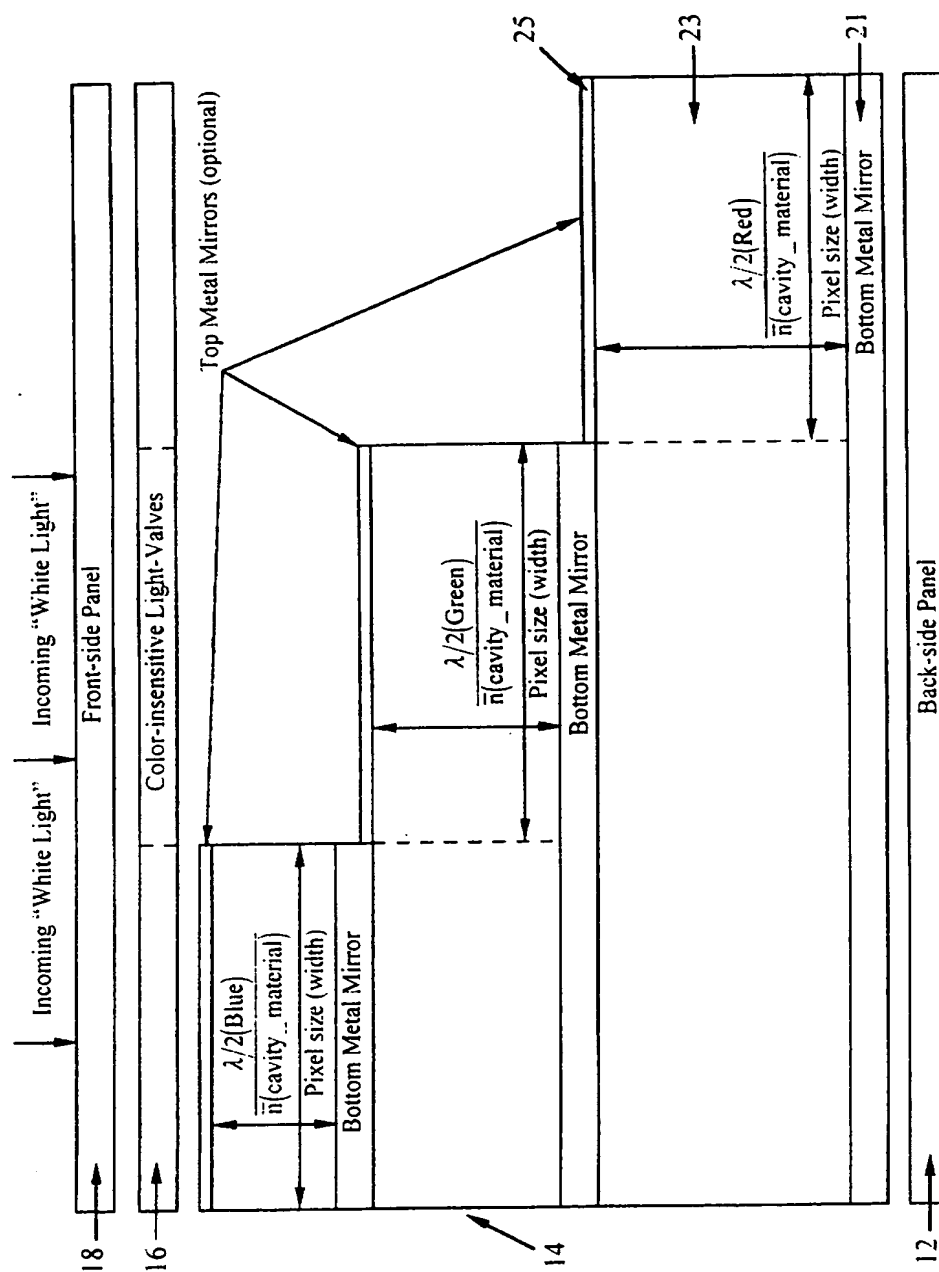 Incoming "White Light"
Incoming "White Light"
18
Front-side Panel
16
Color-insensitive Light-Valves
Top Metal Mirrors (optional)
λ/2(Blue)
n̄(cavity_material)
Pixel size (width)
Bottom Metal Mirror
λ/2(Green)
n̄(cavity_material)
Pixel size (width)
Bottom Metal Mirror
25
λ/2(Red)
n̄(cavity_material)
23
Pixel size (width)
Bottom Metal Mirror
21
14
12
Back-side Panel